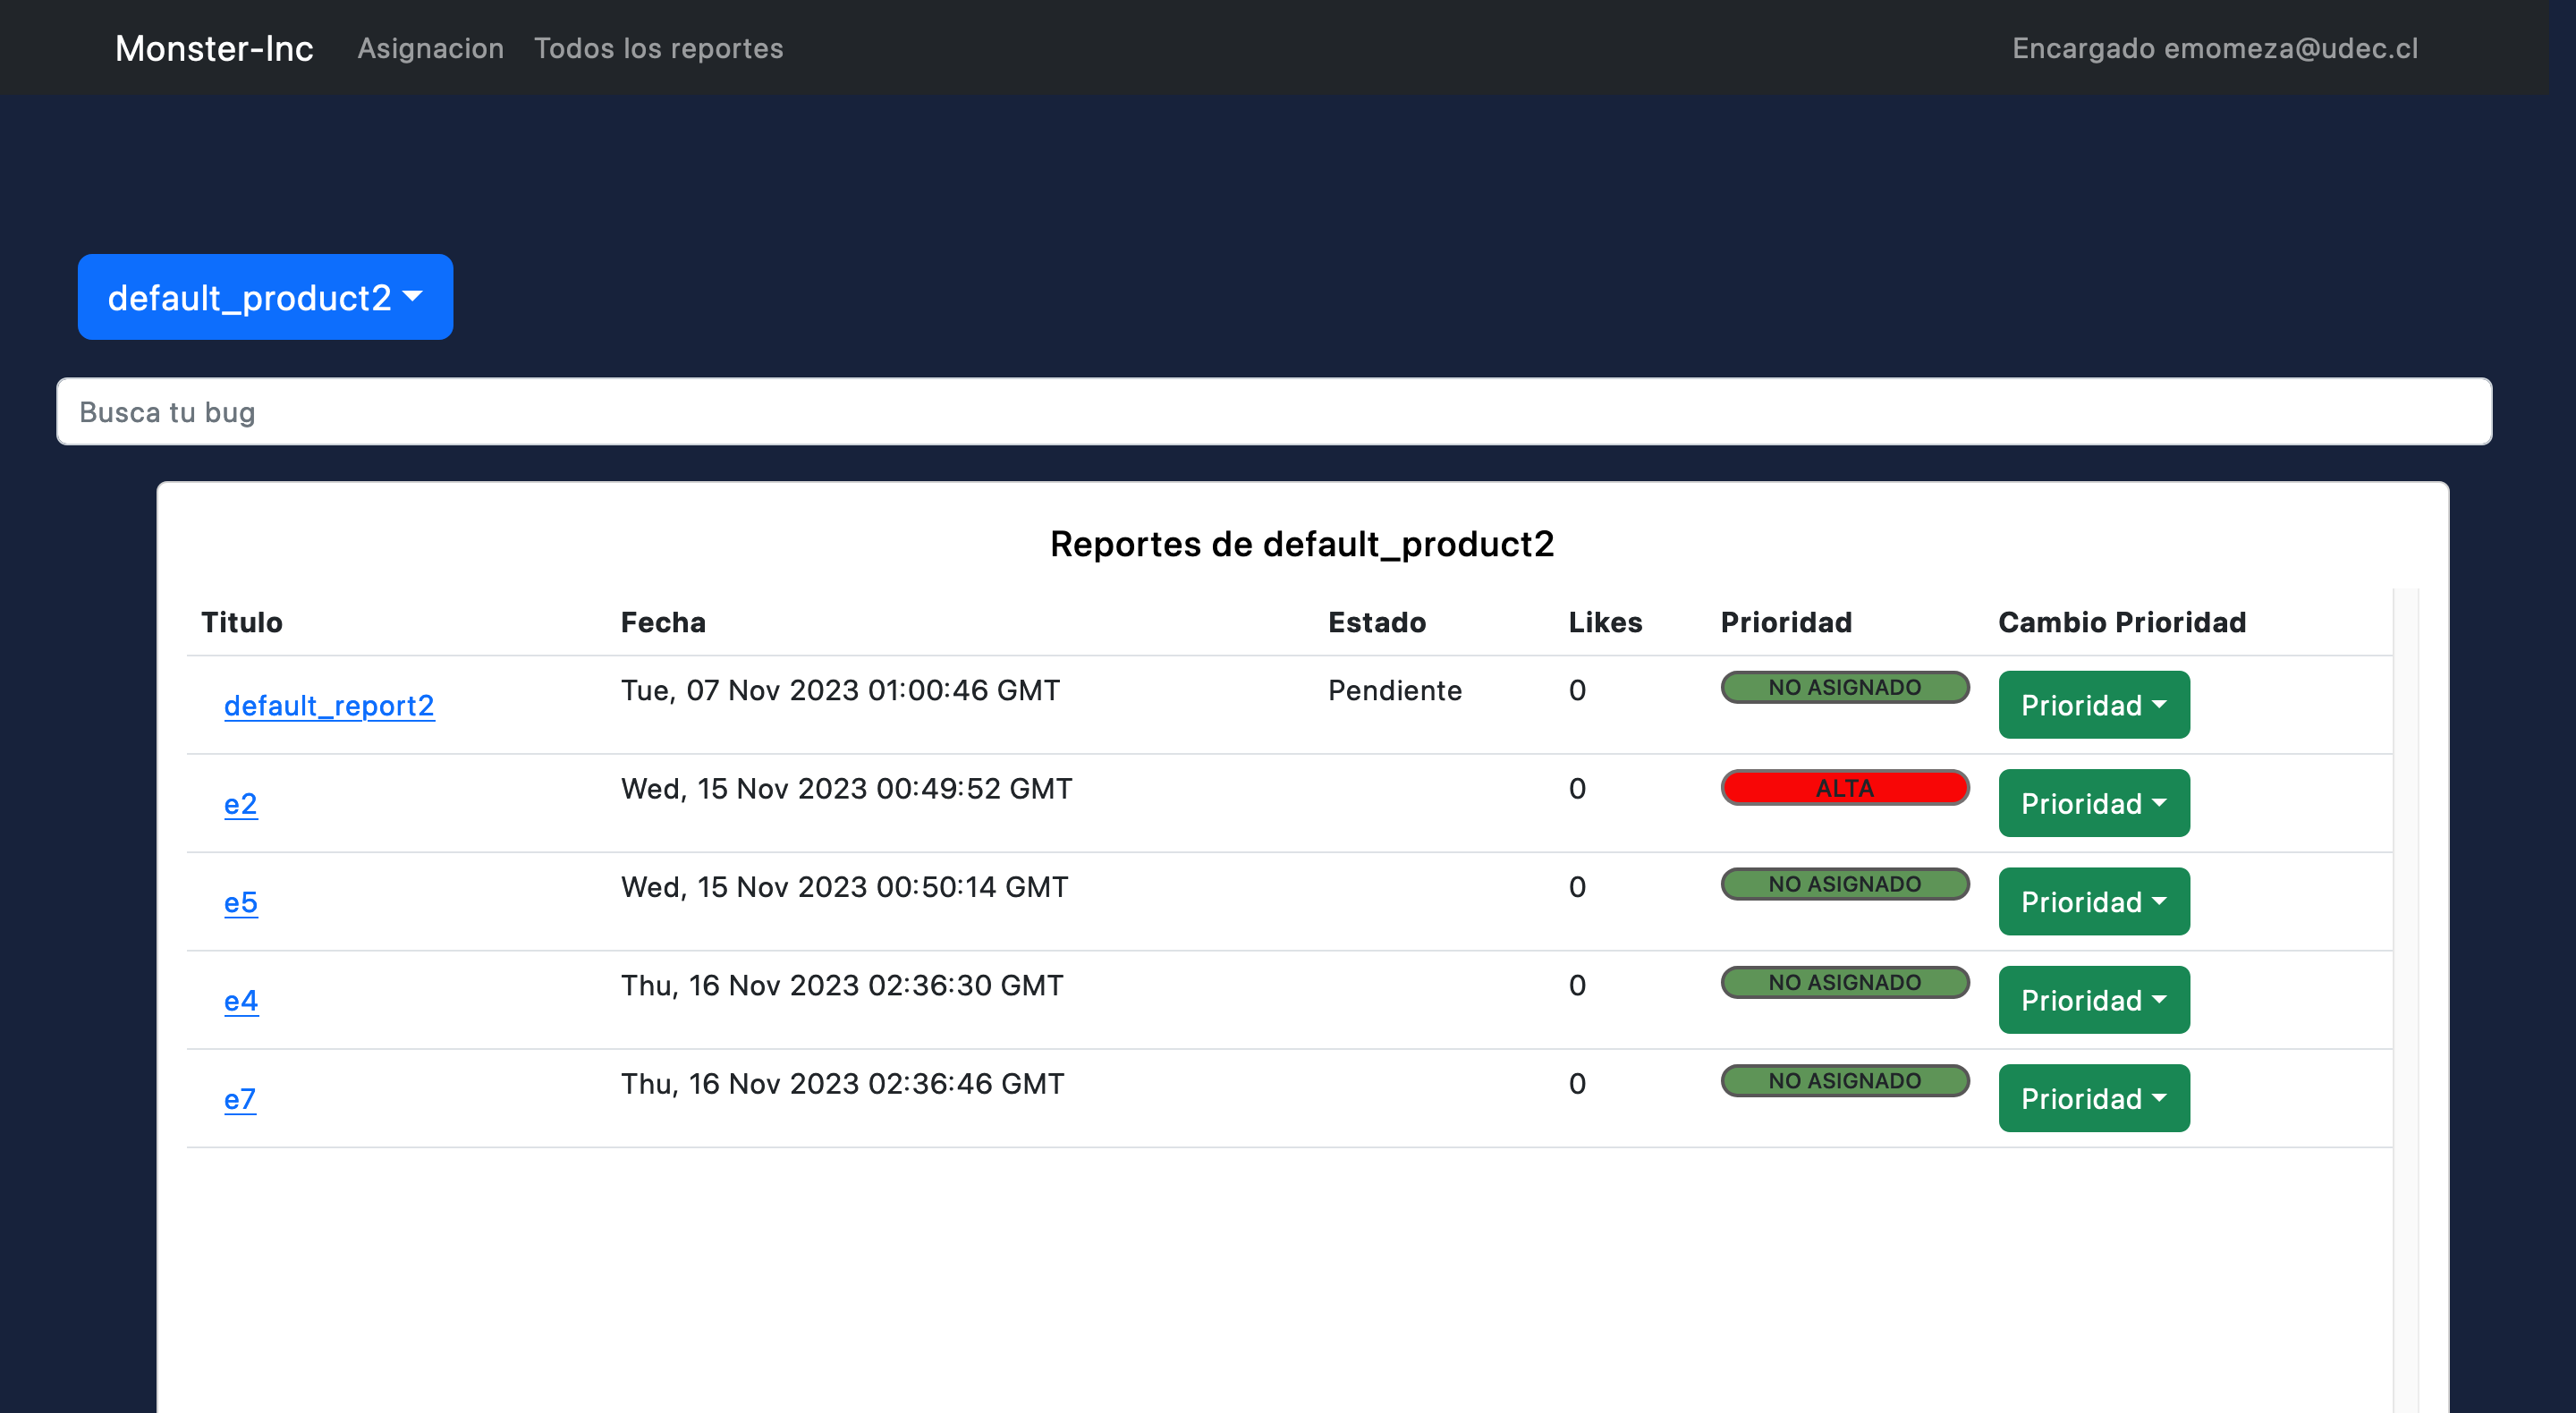 Monster-Inc Asignacion Todos los reportes Encargado emomeza@udec.cl
default_product2
Busca tu bug
Reportes de default_product2
Titulo Fecha Estado Likes Prioridad Cambio Prioridad
default_report2 Tue, 07 Nov 2023 01:00:46 GMT Pendiente 0 NO ASIGNADO Prioridad
e2 Wed, 15 Nov 2023 00:49:52 GMT 0 ALTA Prioridad
e5 Wed, 15 Nov 2023 00:50:14 GMT 0 NO ASIGNADO Prioridad
e4 Thu, 16 Nov 2023 02:36:30 GMT 0 NO ASIGNADO Prioridad
e7 Thu, 16 Nov 2023 02:36:46 GMT 0 NO ASIGNADO Prioridad